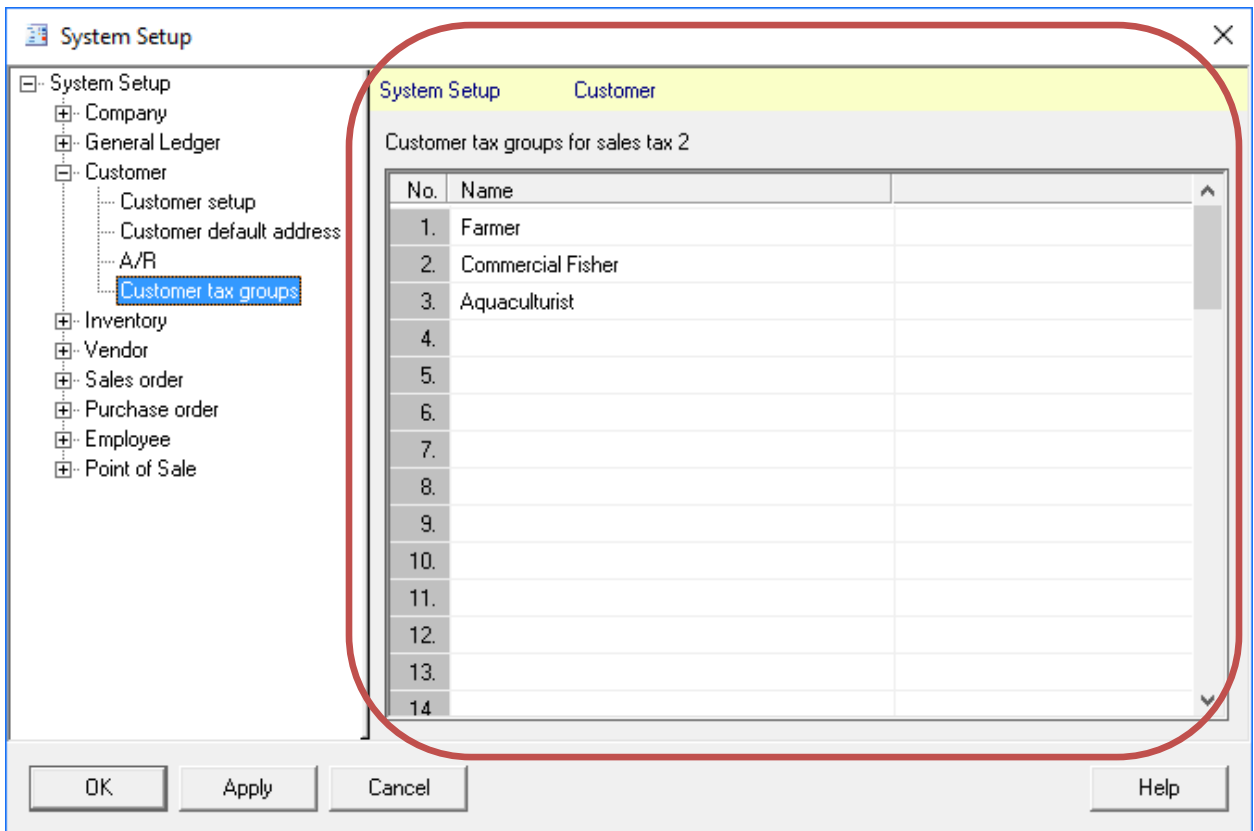 System Setup
System Setup
Company
General Ledger
Customer
Customer setup
Customer default address
A/R
Customer tax groups
Inventory
Vendor
Sales order
Purchase order
Employee
Point of Sale
System Setup Customer
Customer tax groups for sales tax 2
No. Name
1. Farmer
2. Commercial Fisher
3. Aquaculturist
4.
5.
6.
7.
8.
9.
10.
11.
12.
13.
14
OK Apply Cancel Help